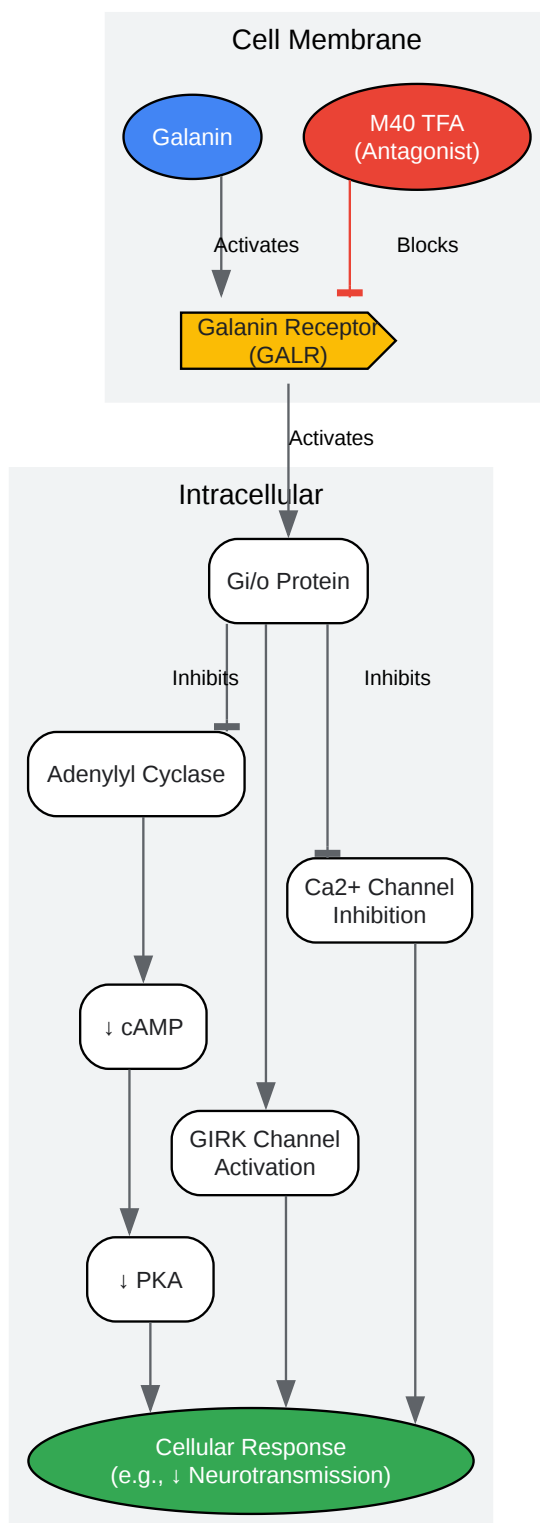 Cell Membrane
Galanin
M40 TFA
(Antagonist)
Activates
Blocks
Galanin Receptor
(GALR)
Activates
Intracellular
Gi/o Protein
Inhibits
Inhibits
Adenylyl Cyclase
Ca2+ Channel
Inhibition
↓ cAMP
GIRK Channel
Activation
↓ PKA
Cellular Response
(e.g., ↓ Neurotransmission)